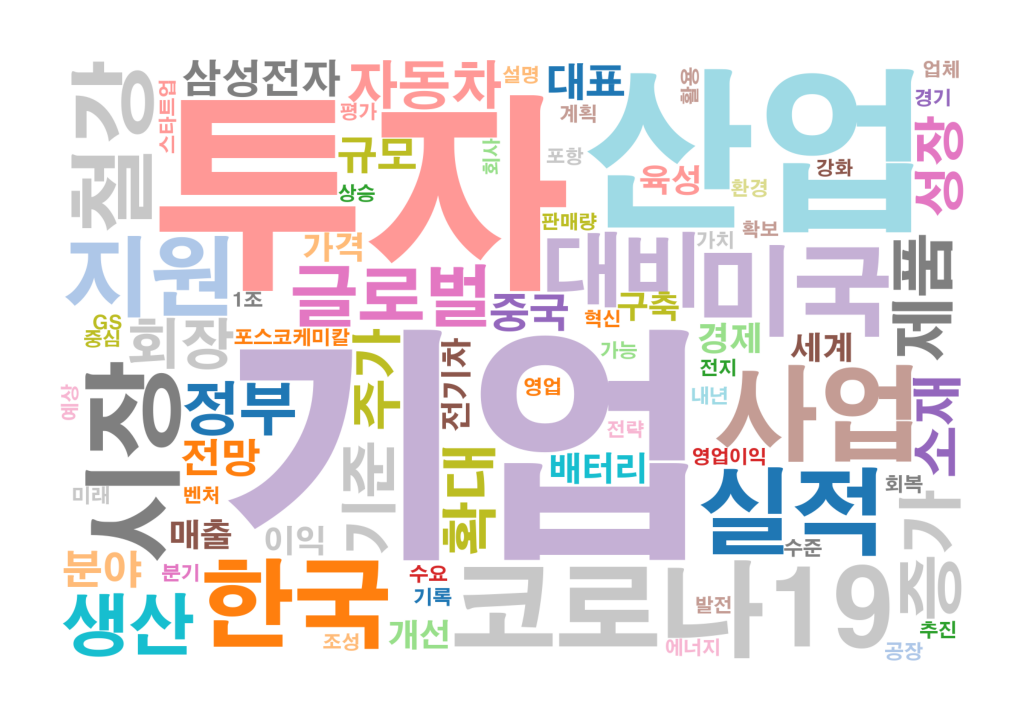 삼성전자
자동차
설명
대표
활용
업체
경기
철강
스타트업
평가
투자
규모
회사
계획
산업
포항
강화
성장
상승
육성
환경
판매량
지원
가격
대비
가치
확보
미국
제품
글로벌
1조
중국
구축
혁신
GS
중심
회장
포스코케미칼
주가
전기차
가능
경제
세계
전지
예상
시장
정부
기업
영업
내년
사업
소재
전망
기준
확대
전략
배터리
영업이익
실적
회복
미래
벤처
매출
이익
수준
증가
분야
분기
한국
수요
기록
코로나19
발전
생산
조성
개선
에너지
추진
공장